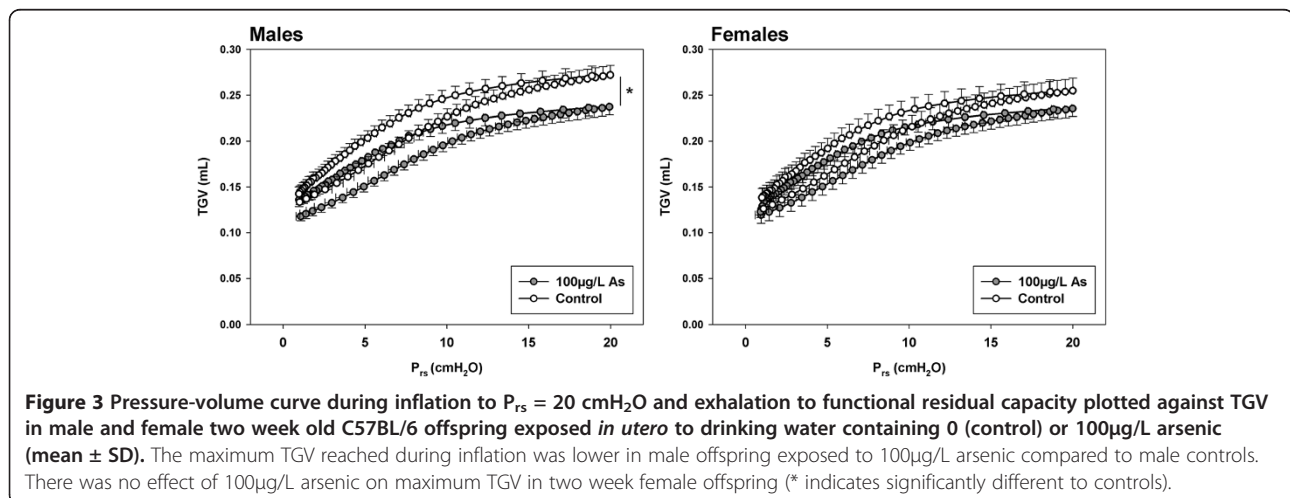 Males
Females
0.30
0.25
0.20
0.15
0.10
0.05
0.00
TGV (mL)
*
100µg/L As
Control
0 5 10 15 20
Prs (cmH2O)
0.30
0.25
0.20
0.15
0.10
0.05
0.00
TGV (mL)
100µg/L As
Control
0 5 10 15 20
Prs (cmH2O)
Figure 3 Pressure-volume curve during inflation to Prs = 20 cmH2O and exhalation to functional residual capacity plotted against TGV
in male and female two week old C57BL/6 offspring exposed in utero to drinking water containing 0 (control) or 100µg/L arsenic
(mean ± SD). The maximum TGV reached during inflation was lower in male offspring exposed to 100µg/L arsenic compared to male controls.
There was no effect of 100µg/L arsenic on maximum TGV in two week female offspring (* indicates significantly different to controls).